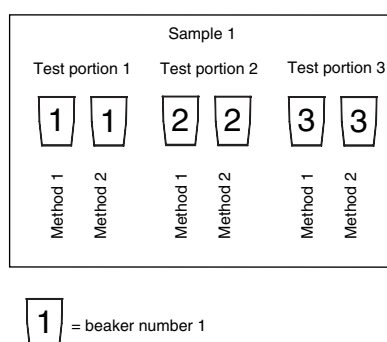 Sample 1
Test portion 1 Test portion 2 Test portion 3
1 1 2 2 3 3
Method 1 Method 2 Method 1 Method 2 Method 1 Method 2
1 = beaker number 1